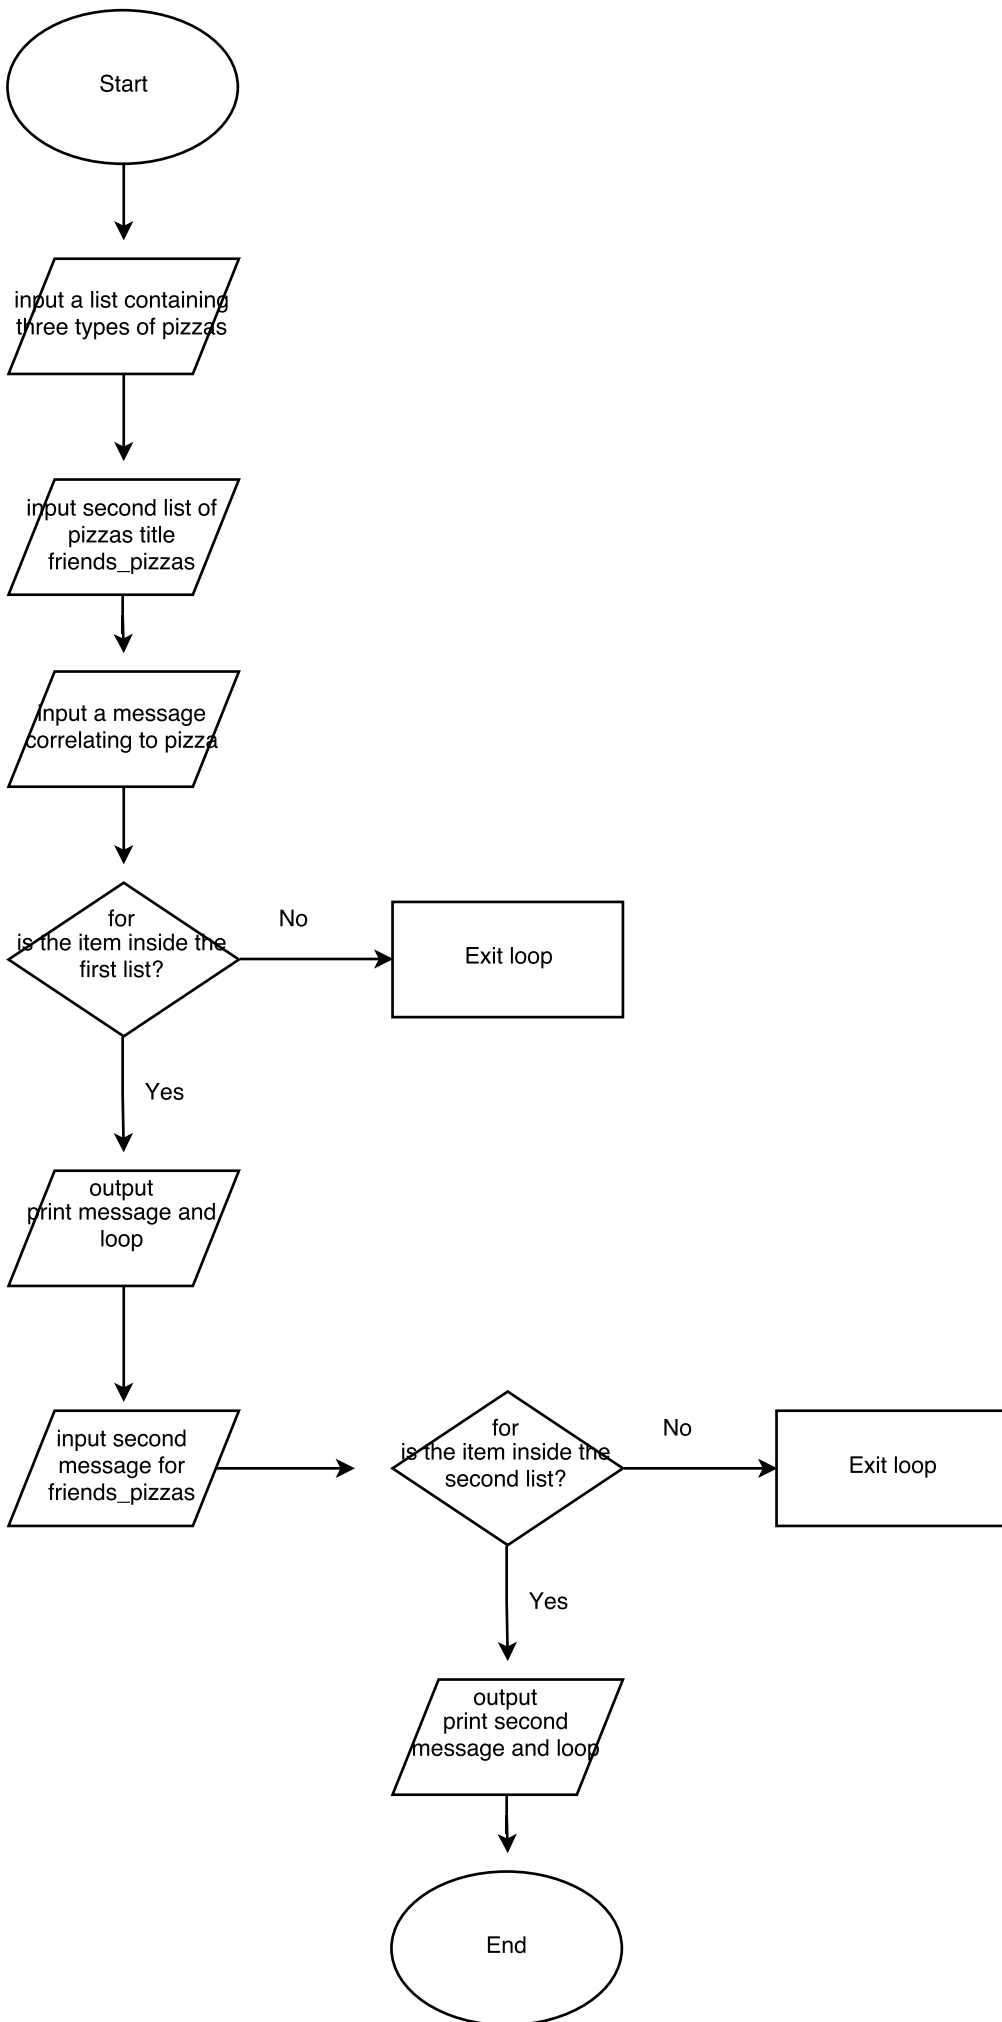 Start
input a list containing
three types of pizzas
input second list of
pizzas title
friends_pizzas
input a message
correlating to pizza
for
is the item inside the
first list?
No
Exit loop
Yes
output
print message and
loop
input second
message for
friends_pizzas
for
is the item inside the
second list?
No
Exit loop
Yes
output
print second
message and loop
End